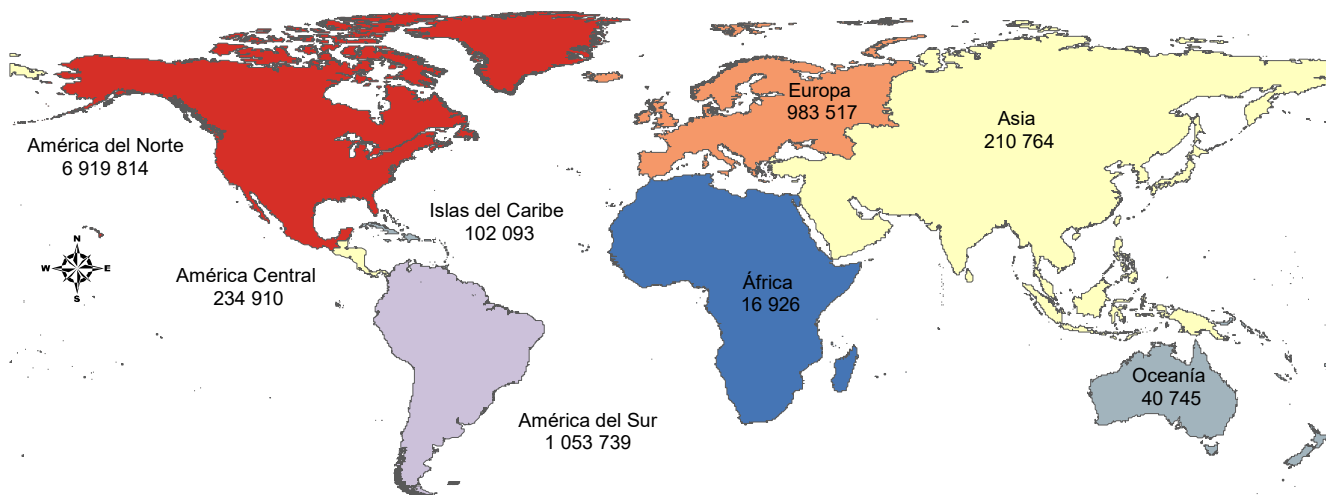 América del Norte
6 919 814
Islas del Caribe
102 093
América Central
234 910
América del Sur
1 053 739
Europa
983 517
África
16 926
Asia
210 764
Oceanía
40 745
N
W E
S